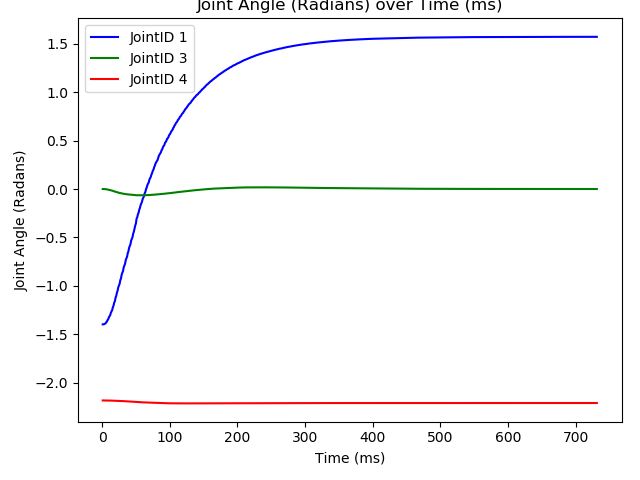 Joint Angle (Radians) over Time (ms)
JointID 1
JointID 3
JointID 4
1.5
1.0
0.5
0.0
−0.5
−1.0
−1.5
−2.0
Joint Angle (Radans)
0 100 200 300 400 500 600 700
Time (ms)